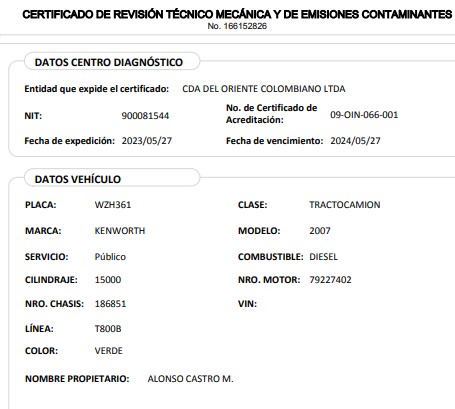 CERTIFICADO DE REVISIÓN TÉCNICO MECÁNICA Y DE EMISIONES CONTAMINANTES
No. 166152826
DATOS CENTRO DIAGNÓSTICO
Entidad que expide el certificado: CDA DEL ORIENTE COLOMBIANO LTDA
NIT: 900081544 No. de Certificado de Acreditación: 09-OIN-066-001
Fecha de expedición: 2023/05/27 Fecha de vencimiento: 2024/05/27
DATOS VEHÍCULO
PLACA: WZH361 CLASE: TRACTOCAMION
MARCA: KENWORTH MODELO: 2007
SERVICIO: Público COMBUSTIBLE: DIESEL
CILINDRAJE: 15000 NRO. MOTOR: 79227402
NRO. CHASIS: 186851 VIN:
LÍNEA: T800B
COLOR: VERDE
NOMBRE PROPIETARIO: ALONSO CASTRO M.